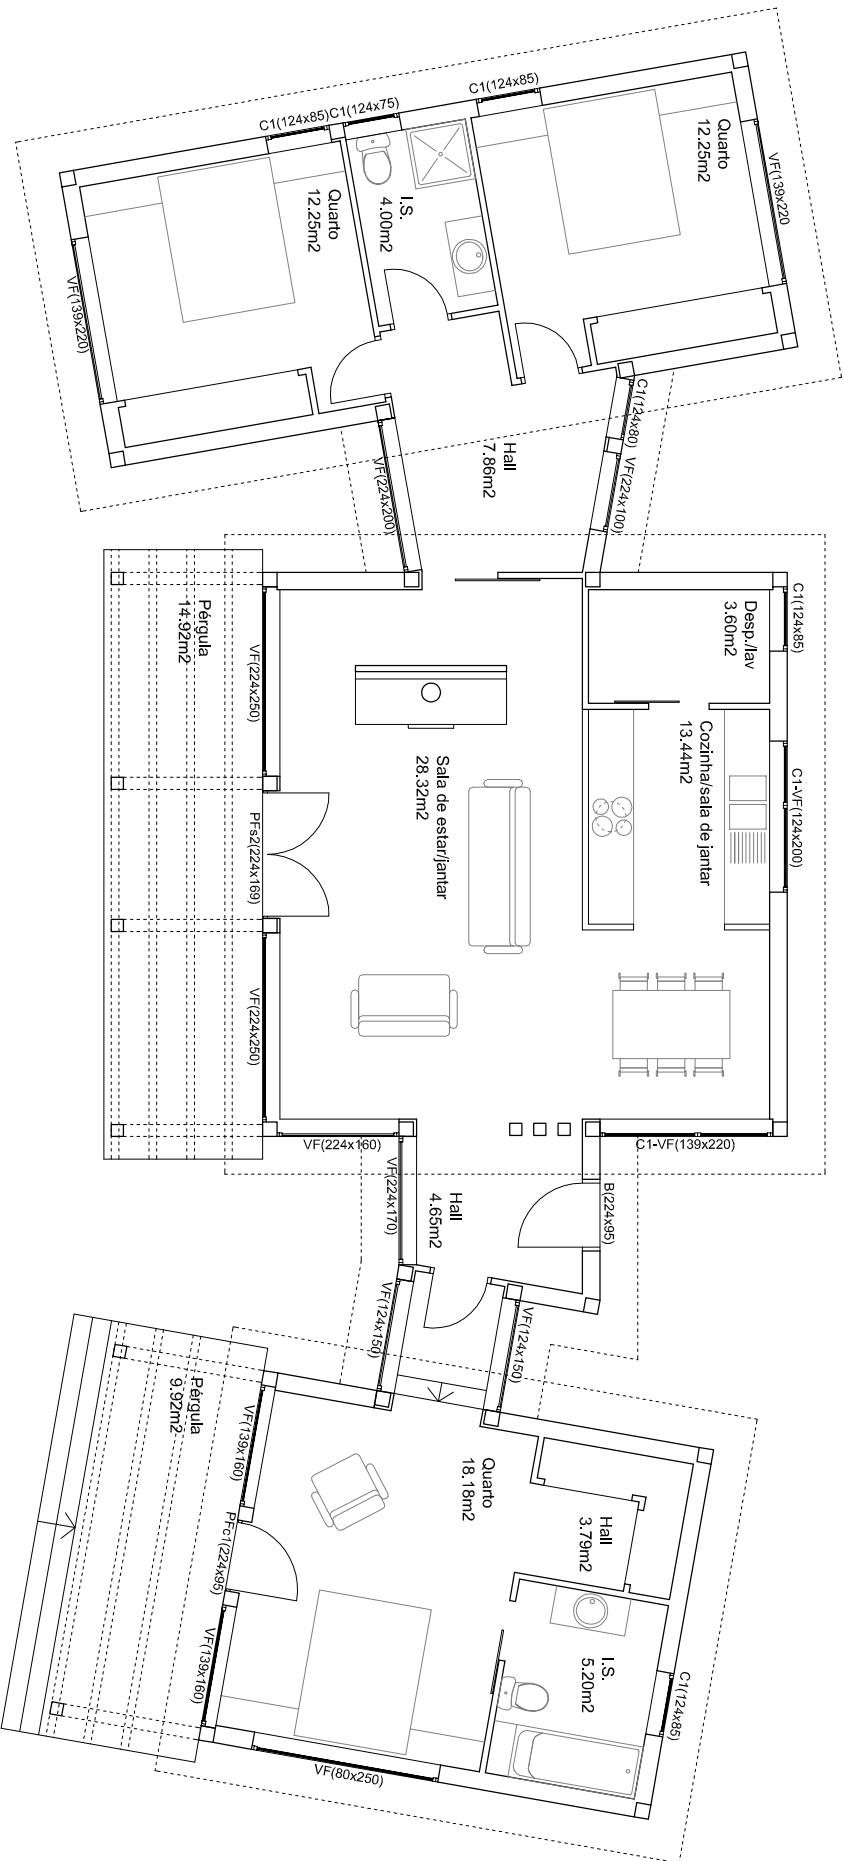 C1(124x85)
C1(124x75)
C1(124x85)
Quarto
12.25m2
VF(139x220
I.S.
4.00m2
Quarto
12.25m2
VF(139x220)
C1(124x80)
VF(224x100)
Hall
7.86m2
VF(224x200)
Pérgula
14.92m2
VF(224x250)
Desp./lav
3.60m2
C1(124x85)
Cozinha/sala de jantar
13.44m2
C1-VF(124x200)
Sala de estar/jantar
28.32m2
PFs2(224x169)
VF(224x250)
VF(224x160)
C1-VF(139x220)
VF(224x170)
Hall
4.65m2
B(224x95)
VF(124x150)
VF(124x150)
Pérgula
9.92m2
VF(139x160)
Quarto
18.18m2
Hall
3.79m2
PFc1(224x95)
VF(139x160)
I.S.
5.20m2
C1(124x85)
VF(80x250)